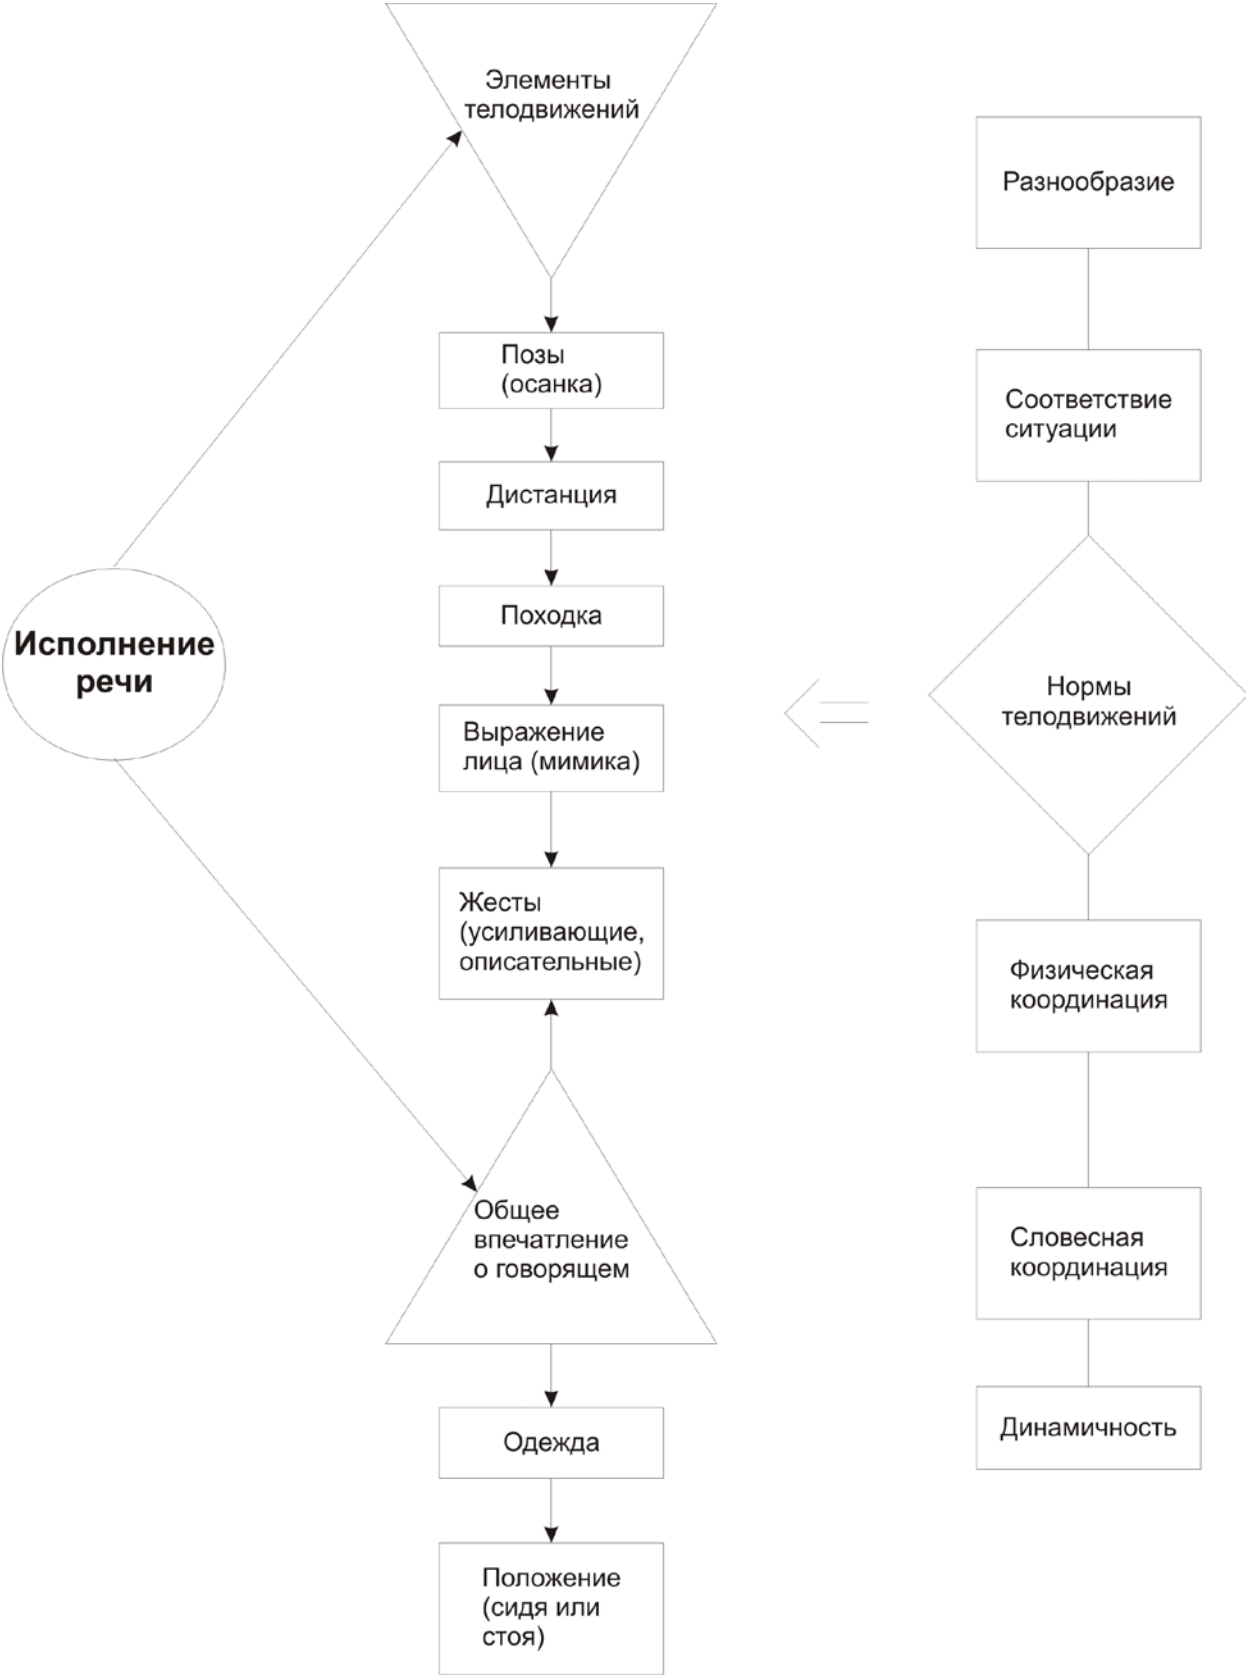 Элементы
телодвижений
Позы
(осанка)
Дистанция
Походка
Исполнение
речи
Выражение
лица (мимика)
Жесты
(усиливающие,
описательные)
Общее
впечатление
о говорящем
Одежда
Положение
(сидя или
стоя)
Разнообразие
Соответствие
ситуации
Нормы
телодвижений
Физическая
координация
Словесная
координация
Динамичность